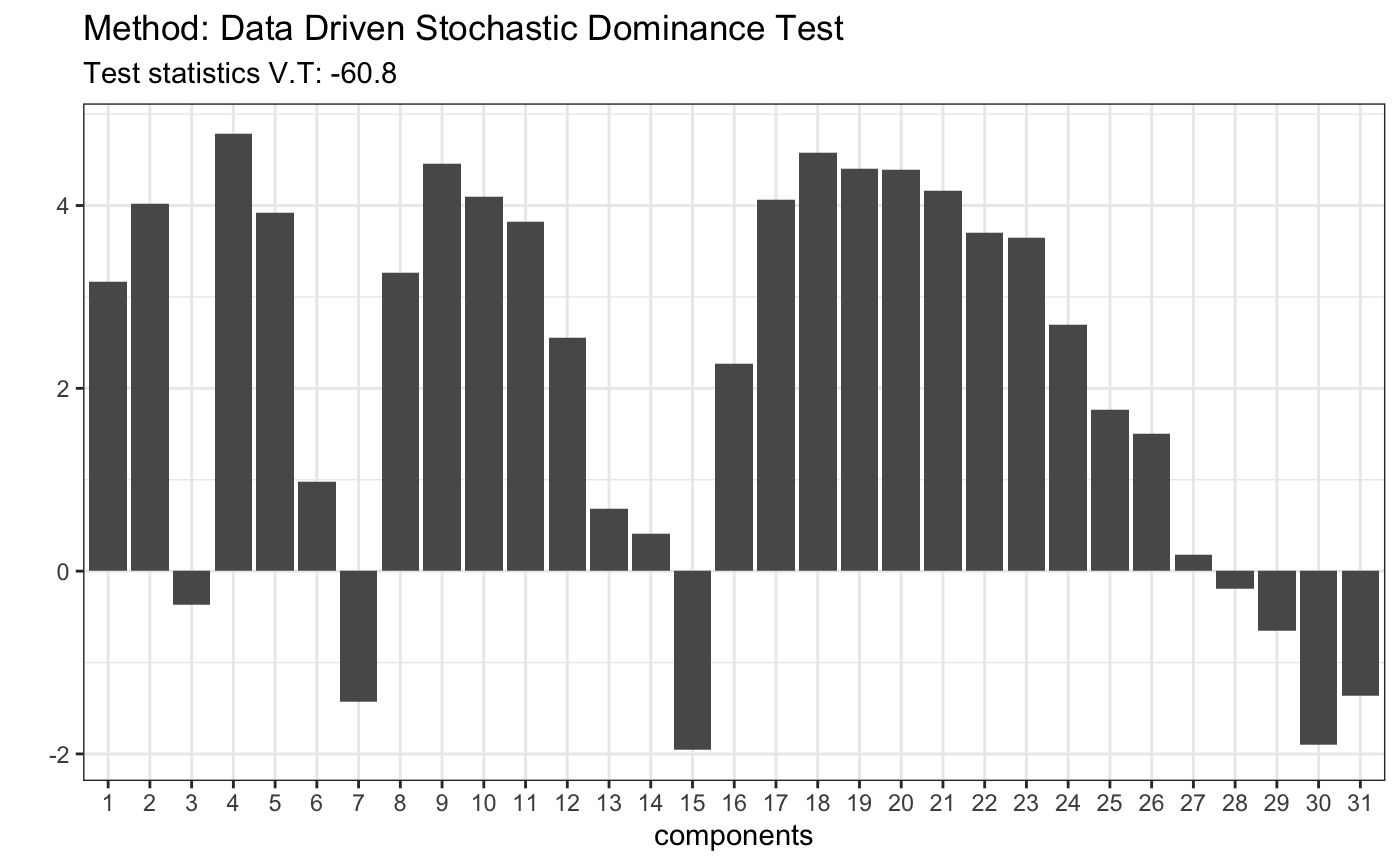 Method: Data Driven Stochastic Dominance Test
Test statistics V.T: -60.8
4
2
0
-2
1 2 3 4 5 6 7 8 9 10 11 12 13 14 15 16 17 18 19 20 21 22 23 24 25 26 27 28 29 30 31
components